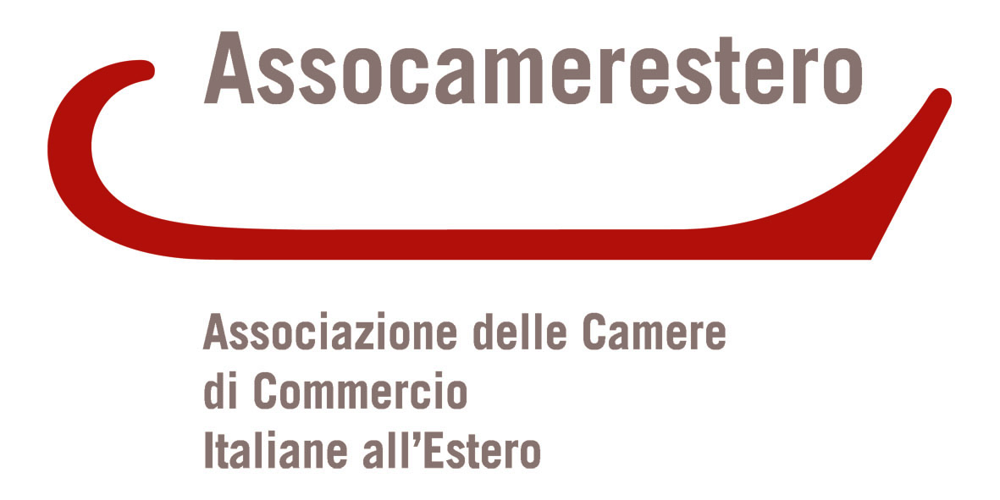 Assocamerestero
Associazione delle Camere
di Commercio
Italiane all’Estero